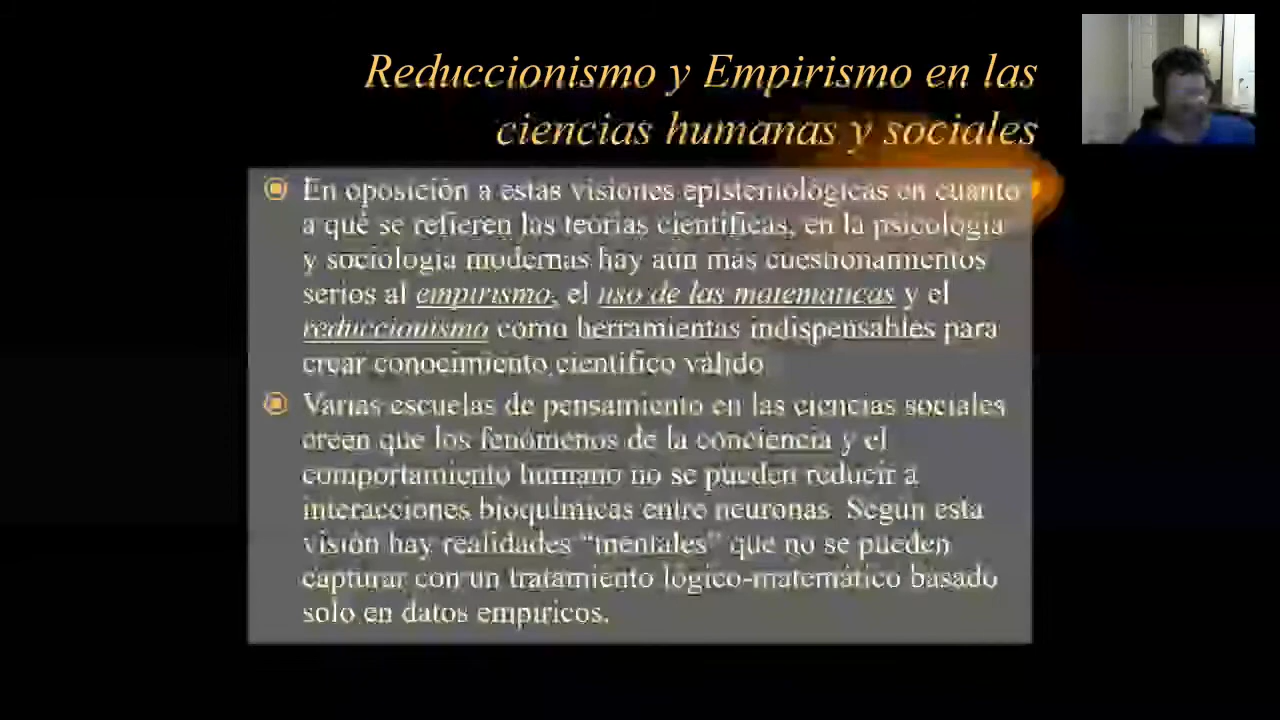 Reduccionismo y Empirismo en las
ciencias humanas y sociales
En oposición a estas visiones epistemológicas en cuanto
a qué se refieren las teorías científicas, en la psicología
y sociología modernas hay aún más cuestionamientos
serios al empirismo, el uso de las matemáticas y el
reduccionismo como herramientas indispensables para
crear conocimiento científico válido
Varias escuelas de pensamiento en las ciencias sociales
creen que los fenómenos de la conciencia y el
comportamiento humano no se pueden reducir a
interacciones bioquímicas entre neuronas. Según esta
visión hay realidades “mentales” que no se pueden
capturar con un tratamiento lógico-matemático basado
solo en datos empíricos.